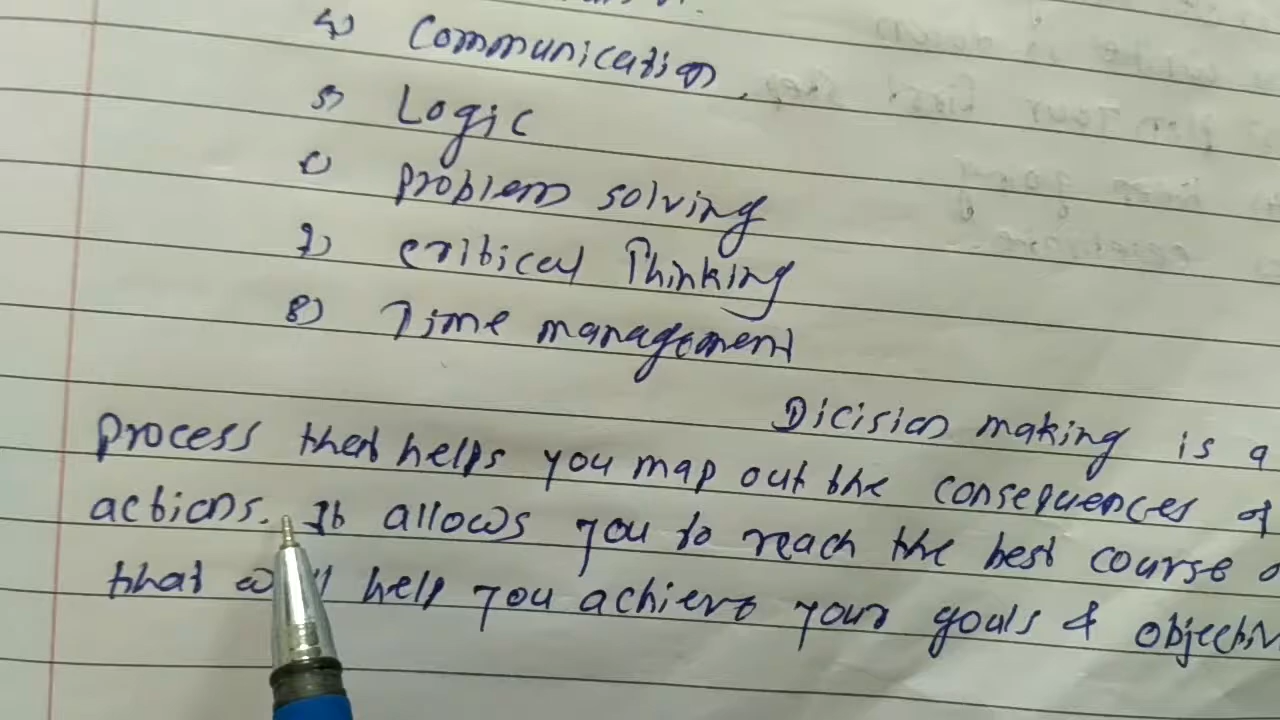 4) Communication.
5) Logic
6) Problem solving
7) Critical Thinking
8) Time management
Dicision making is a
process that helps you map out the consequences of
actions. It allows you to reach the best course o
that will help you achieve your goals & objectiv